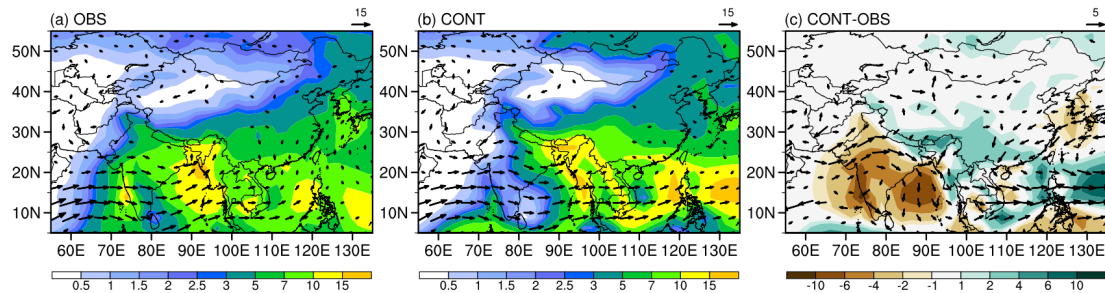 (a) OBS 15
50N
40N
30N
20N
10N
60E 70E 80E 90E 100E 110E 120E 130E
0.5 1 1.5 2 2.5 3 5 7 10 15
(b) CONT 15
50N
40N
30N
20N
10N
60E 70E 80E 90E 100E 110E 120E 130E
0.5 1 1.5 2 2.5 3 5 7 10 15
(c) CONT-OBS 5
50N
40N
30N
20N
10N
60E 70E 80E 90E 100E 110E 120E 130E
-10 -6 -4 -2 -1 1 2 4 6 10